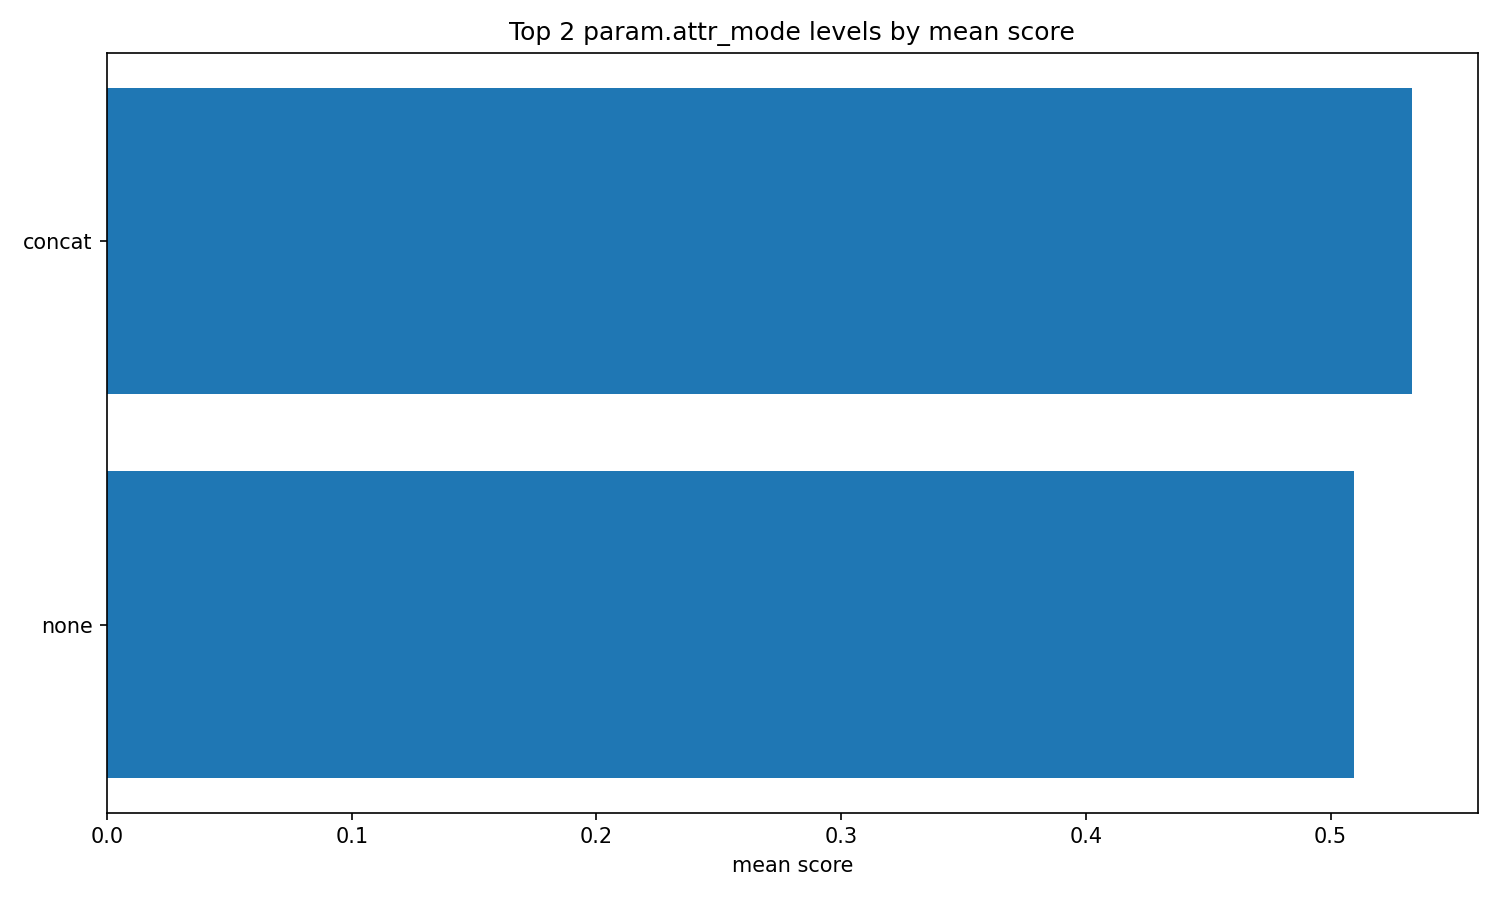 Top 2 param.attr_mode levels by mean score
concat
none
0.0 0.1 0.2 0.3 0.4 0.5
mean score